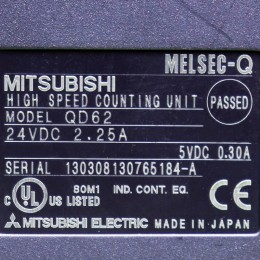 MELSEC-Q
MITSUBISHI
HIGH SPEED COUNTING UNIT
PASSED
MODEL QD62
24VDC 2.25A
5VDC 0.30A
SERIAL 130308130765184-A
C UL US LISTED 80M1 IND. CONT. EQ. CE
MITSUBISHI ELECTRIC MADE IN JAPAN